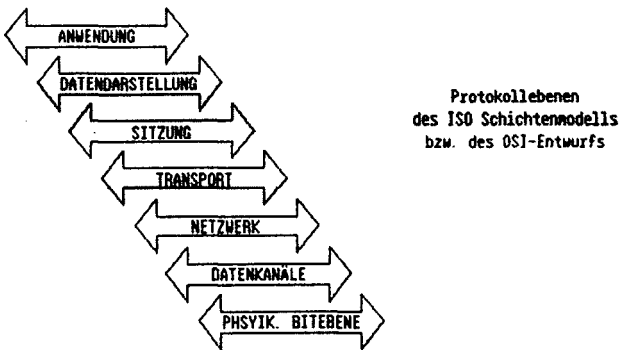 ANWENDUNG
DATENDARSTELLUNG
SITZUNG
TRANSPORT
NETZWERK
DATENKANÄLE
PHSYIK. BITEBENE
Protokollebenen
des ISO Schichtenmodells
bzw. des OSI-Entwurfs